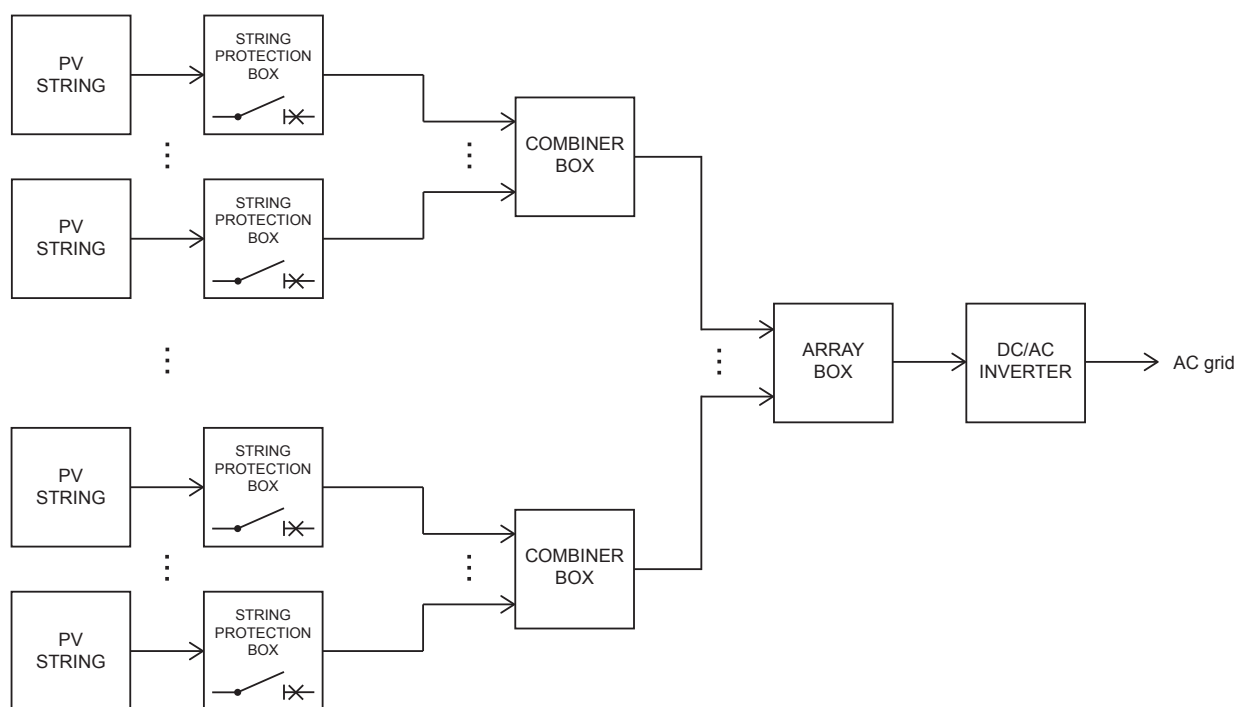 PV
STRING
STRING
PROTECTION
BOX
COMBINER
BOX
PV
STRING
STRING
PROTECTION
BOX
ARRAY
BOX
DC/AC
INVERTER
AC grid
PV
STRING
STRING
PROTECTION
BOX
COMBINER
BOX
PV
STRING
STRING
PROTECTION
BOX